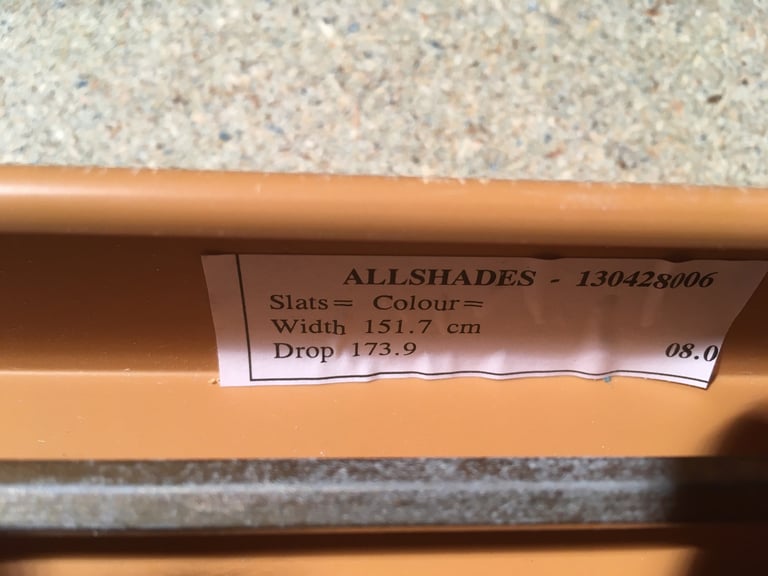 ALLSHADES - 130428006
Slats= Colour=
Width 151.7 cm
Drop 173.9
08.0